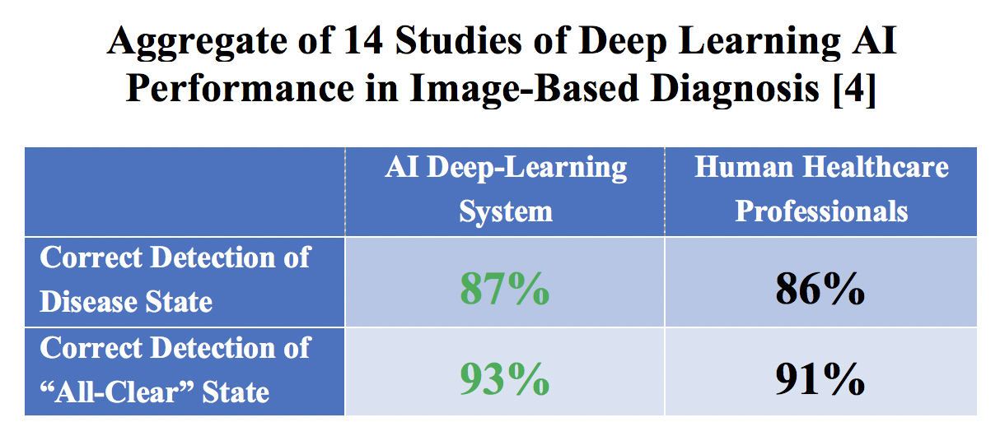 Aggregate of 14 Studies of Deep Learning AI
Performance in Image-Based Diagnosis [4]
AI Deep-Learning
System
Human Healthcare
Professionals
Correct Detection of
Disease State
87%
86%
Correct Detection of
“All-Clear” State
93%
91%